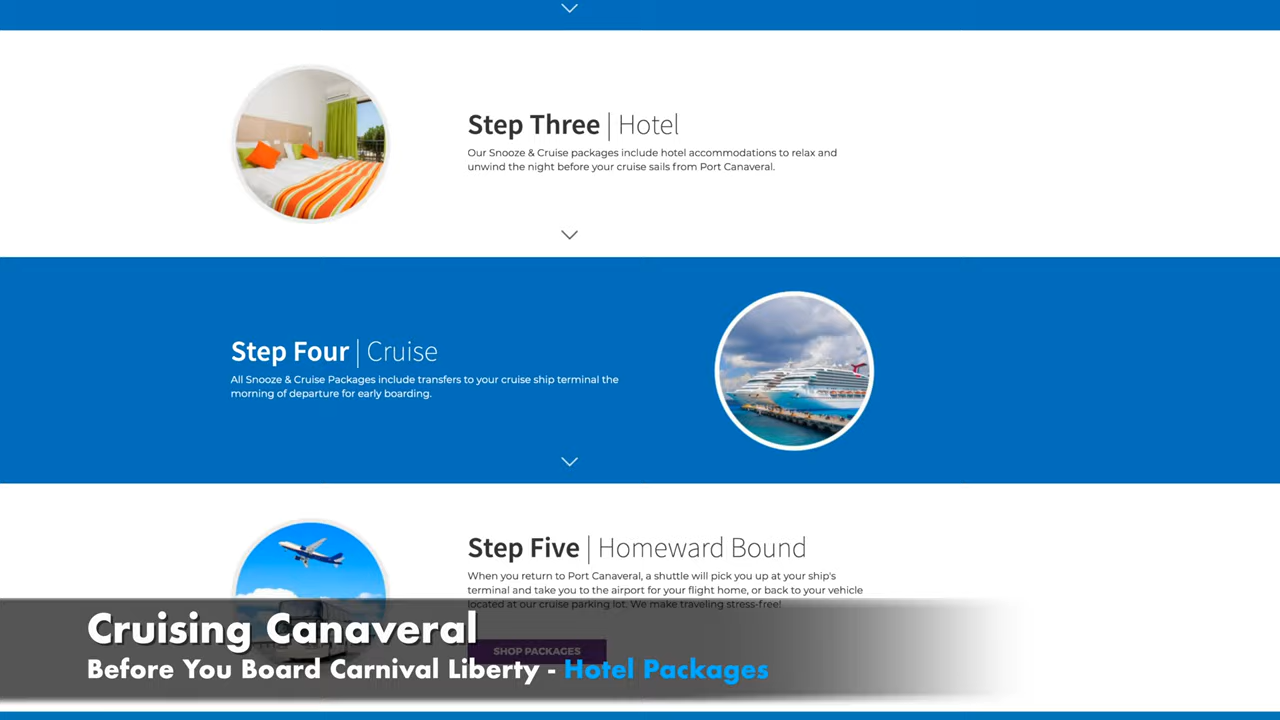 Step Three | Hotel
Our Snooze & Cruise packages include hotel accommodations to relax and
unwind the night before your cruise sails from Port Canaveral.
Step Four | Cruise
All Snooze & Cruise Packages include transfers to your cruise ship terminal the
morning of departure for early boarding.
Step Five | Homeward Bound
When you return to Port Canaveral, a shuttle will pick you up at your ship's
terminal and take you to the airport for your flight home, or back to your vehicle
located at our cruise parking lot. We make traveling stress-free!
SHOP PACKAGES
Cruising Canaveral
Before You Board Carnival Liberty - Hotel Packages